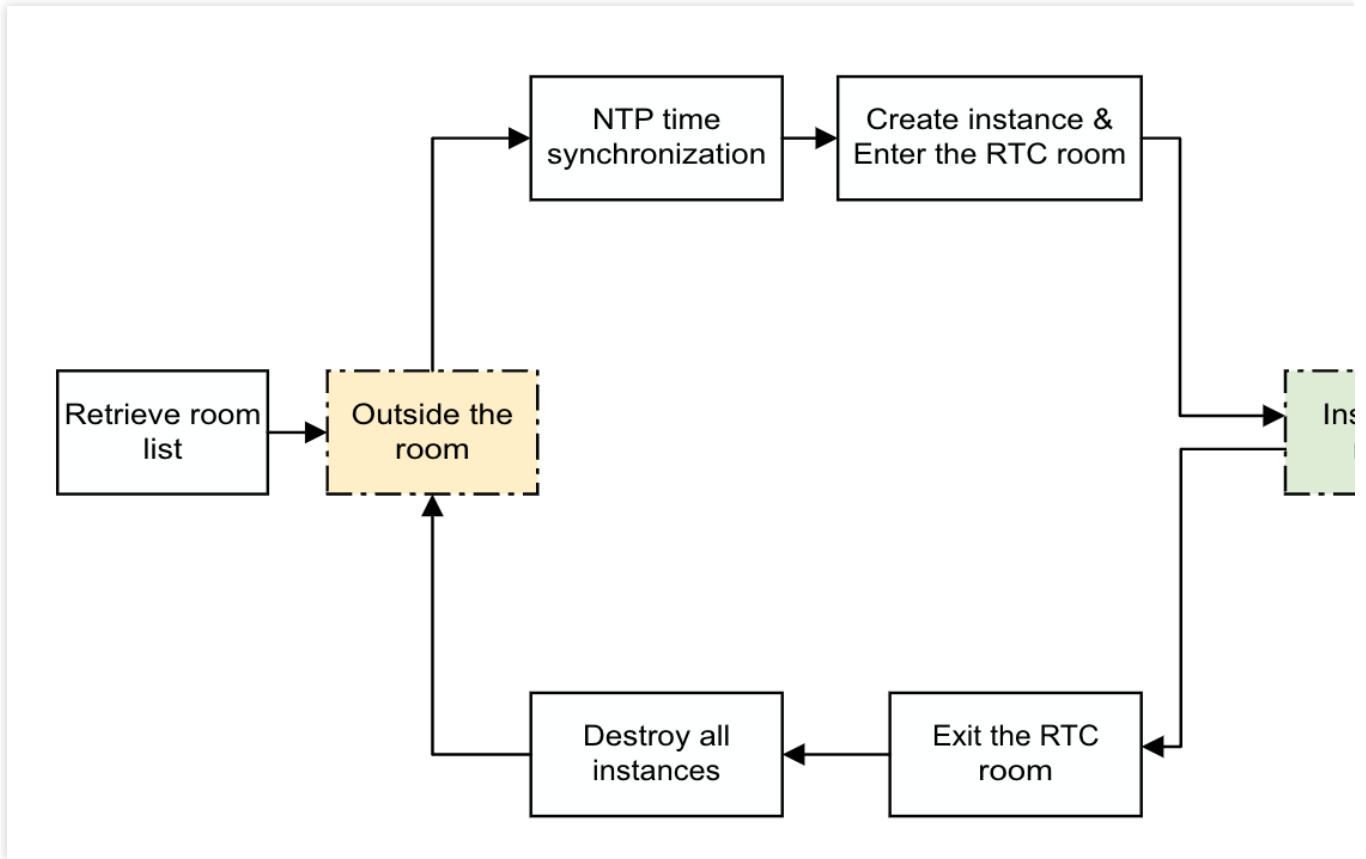 NTP time
synchronization
Create instance &
Enter the RTC room
Retrieve room
list
Outside the
room
Destroy all
instances
Exit the RTC
room